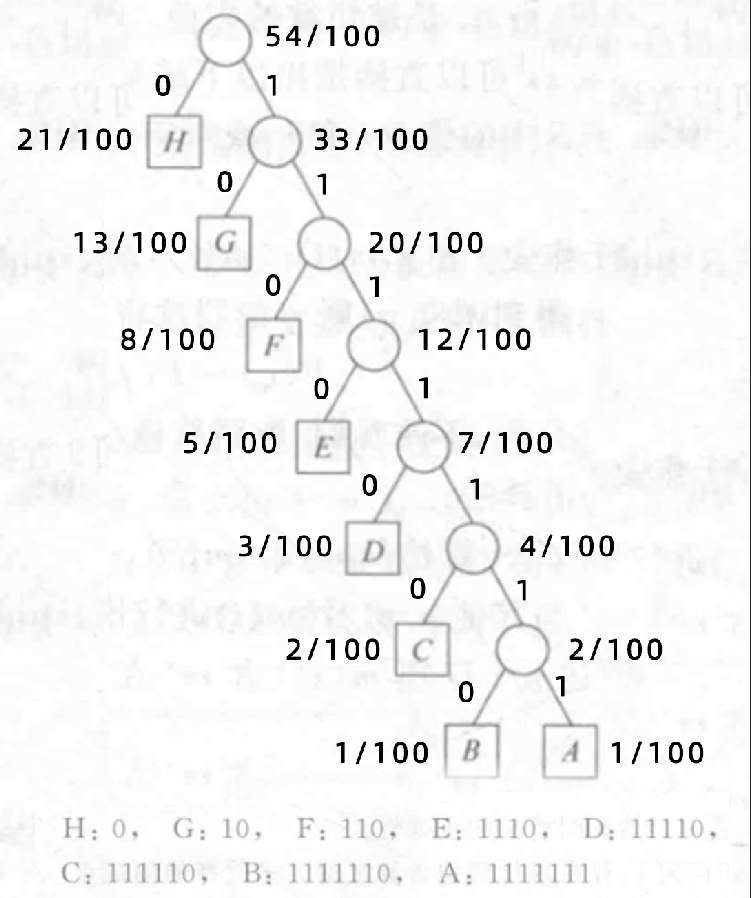 54/100
0 1
21/100 H 33/100
0 1
13/100 G 20/100
0 1
8/100 F 12/100
0 1
5/100 E 7/100
0 1
3/100 D 4/100
0 1
2/100 C 2/100
0 1
1/100 B A 1/100
H: 0, G: 10, F: 110, E: 1110, D: 11110,
C: 111110, B: 1111110, A: 1111111